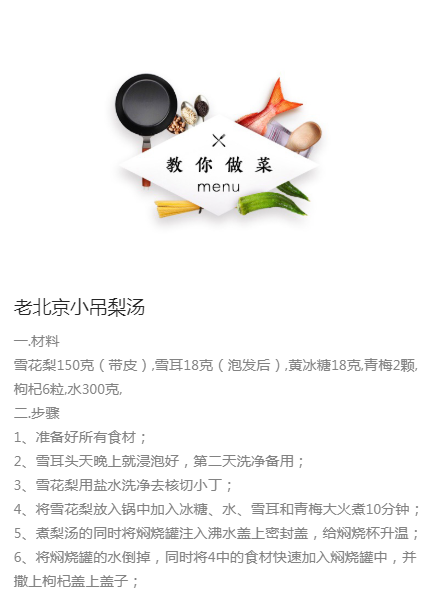 教你做菜
menu
老北京小吊梨汤
一.材料
雪花梨150克（带皮）,雪耳18克（泡发后）,黄冰糖18克,青梅2颗,
枸杞6粒,水300克,
二.步骤
1、准备好所有食材；
2、雪耳头天晚上就浸泡好，第二天洗净备用；
3、雪花梨用盐水洗净去核切小丁；
4、将雪花梨放入锅中加入冰糖、水、雪耳和青梅大火煮10分钟；
5、煮梨汤的同时将焖烧罐注入沸水盖上密封盖，给焖烧杯升温；
6、将焖烧罐的水倒掉，同时将4中的食材快速加入焖烧罐中，并
撒上枸杞盖上盖子；